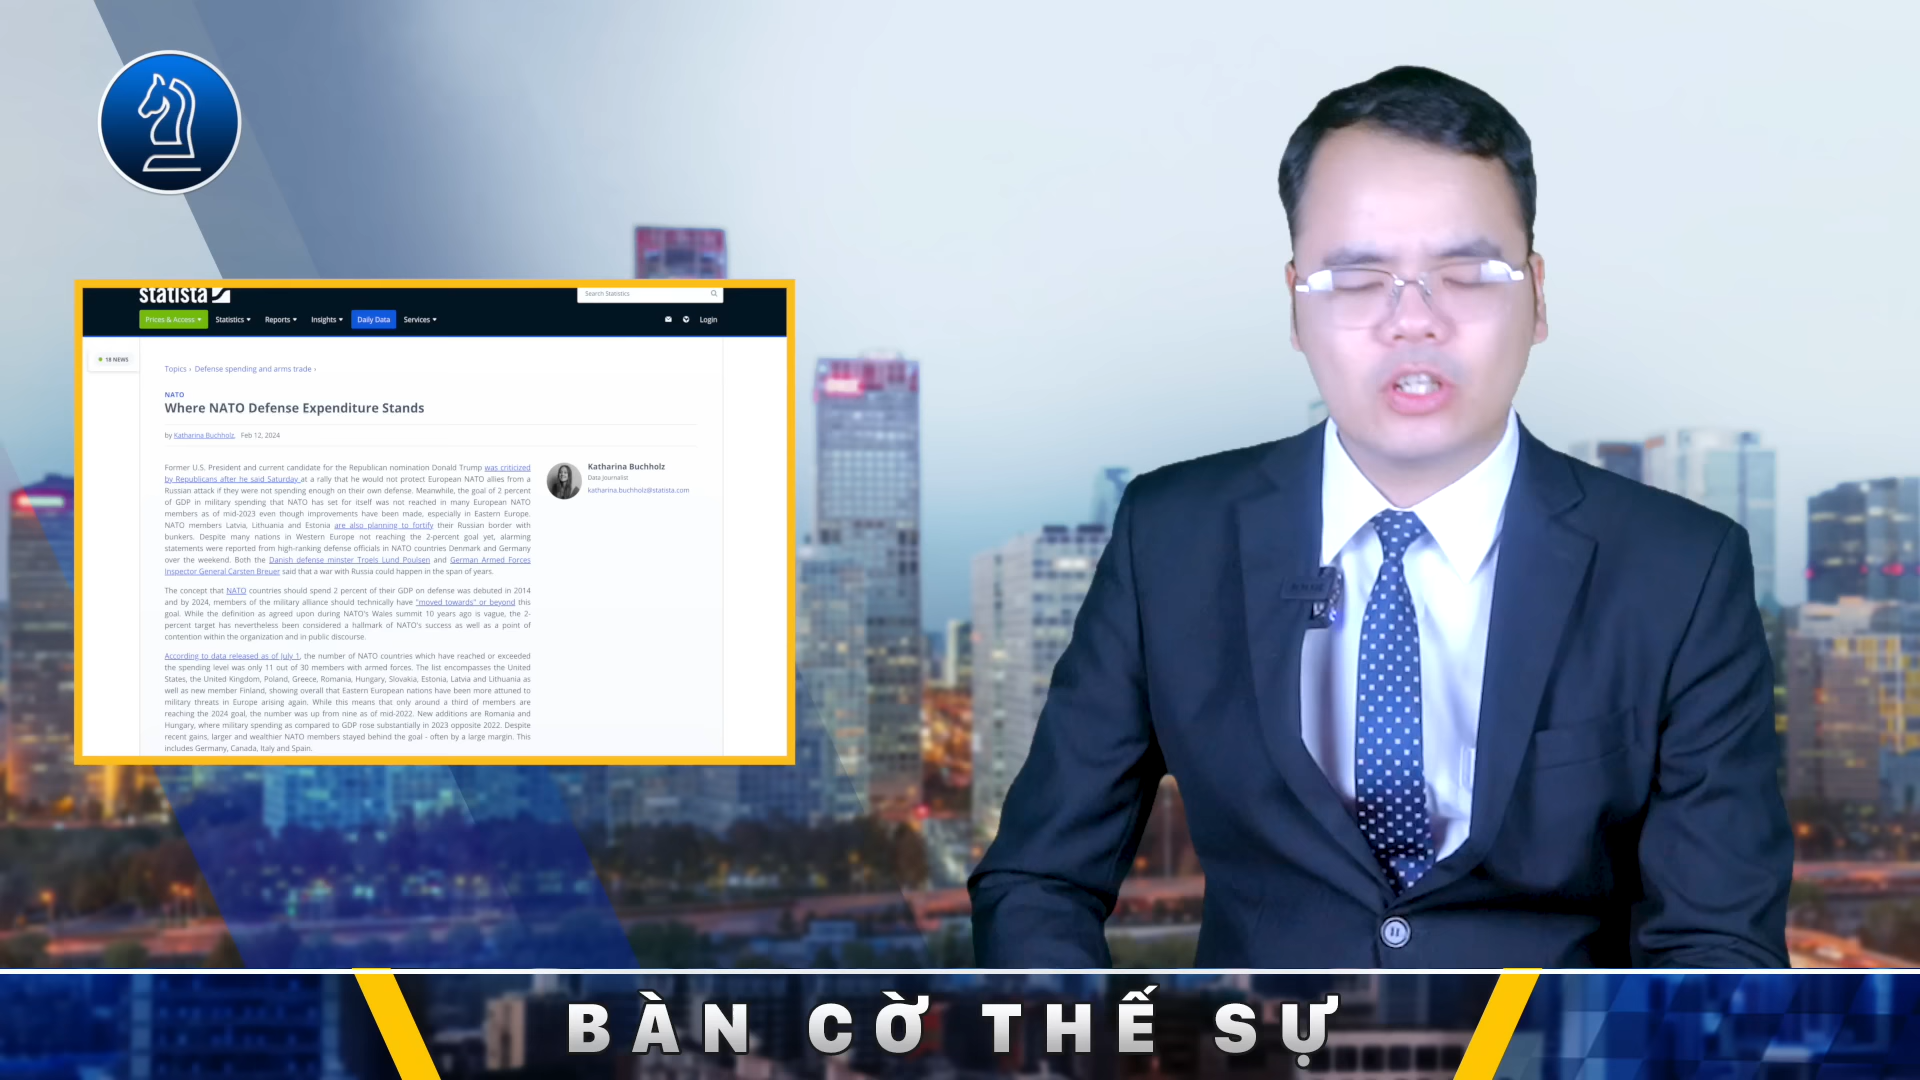 statista
Search Statistics
Prices & Access
Statistics
Reports
Insights
Daily Data
Services
Login
18 NEWS
Topics › Defense spending and arms trade ›
NATO
Where NATO Defense Expenditure Stands
by Katharina Buchholz, Feb 12, 2024
Former U.S. President and current candidate for the Republican nomination Donald Trump was criticized
by Republicans after he said Saturday at a rally that he would not protect European NATO allies from a
Russian attack if they were not spending enough on their own defense. Meanwhile, the goal of 2 percent
of GDP in military spending that NATO has set for itself was not reached in many European NATO
members as of mid-2023 even though improvements have been made, especially in Eastern Europe.
NATO members Latvia, Lithuania and Estonia are also planning to fortify their Russian border with
bunkers. Despite many nations in Western Europe not reaching the 2-percent goal yet, alarming
statements were reported from high-ranking defense officials in NATO countries Denmark and Germany
over the weekend. Both the Danish defense minster Troels Lund Poulsen and German Armed Forces
Inspector General Carsten Breuer said that a war with Russia could happen in the span of years.
The concept that NATO countries should spend 2 percent of their GDP on defense was debuted in 2014
and by 2024, members of the military alliance should technically have "moved towards" or beyond this
goal. While the definition as agreed upon during NATO's Wales summit 10 years ago is vague, the 2-
percent target has nevertheless been considered a hallmark of NATO's success as well as a point of
contention within the organization and in public discourse.
According to data released as of July 1, the number of NATO countries which have reached or exceeded
the spending level was only 11 out of 30 members with armed forces. The list encompasses the United
States, the United Kingdom, Poland, Greece, Romania, Hungary, Slovakia, Estonia, Latvia and Lithuania as
well as new member Finland, showing overall that Eastern European nations have been more attuned to
military threats in Europe arising again. While this means that only around a third of members are
reaching the 2024 goal, the number was up from nine as of mid-2022. New additions are Romania and
Hungary, where military spending as compared to GDP rose substantially in 2023 opposite 2022. Despite
recent gains, larger and wealthier NATO members stayed behind the goal - often by a large margin. This
includes Germany, Canada, Italy and Spain.
Katharina Buchholz
Data Journalist
katharina.buchholz@statista.com
BÀN CỜ THẾ SỰ